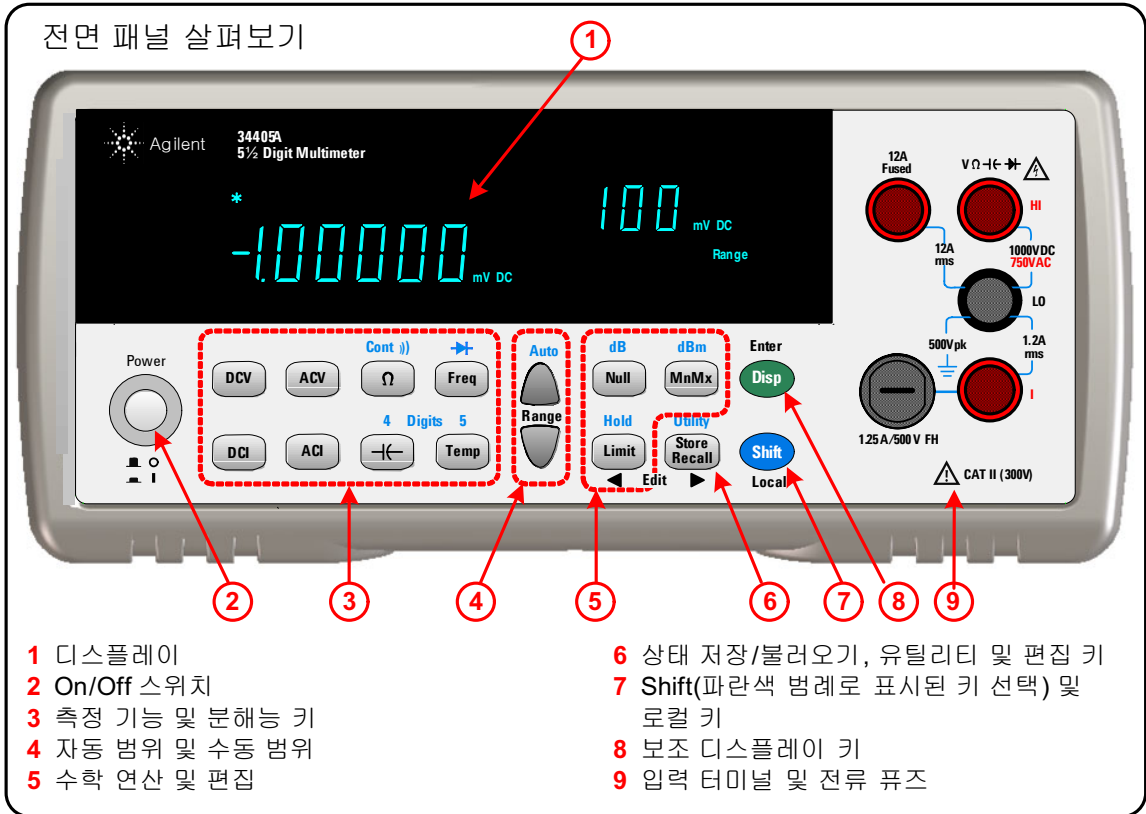 전면 패널 살펴보기
1
Agilent
34405A
5½ Digit Multimeter
*
-1.00000 mV DC
100 mV DC
Range
12A
Fused
V Ω
HI
12A
rms
1000VDC
750VAC
LO
500Vpk
1.2A
rms
I
1.25 A/500 V FH
CAT II (300V)
Power
Cont
DCV
ACV
Ω
Freq
4 Digits 5
DCI
ACI
Temp
Auto
Range
dB
dBm
Null
MnMx
Hold
Utility
Limit
Store
Recall
Edit
Enter
Disp
Shift
Local
2
3
4
5
6
7
8
9
1 디스플레이
2 On/Off 스위치
3 측정 기능 및 분해능 키
4 자동 범위 및 수동 범위
5 수학 연산 및 편집
6 상태 저장/불러오기, 유틸리티 및 편집 키
7 Shift(파란색 범례로 표시된 키 선택) 및
로컬 키
8 보조 디스플레이 키
9 입력 터미널 및 전류 퓨즈